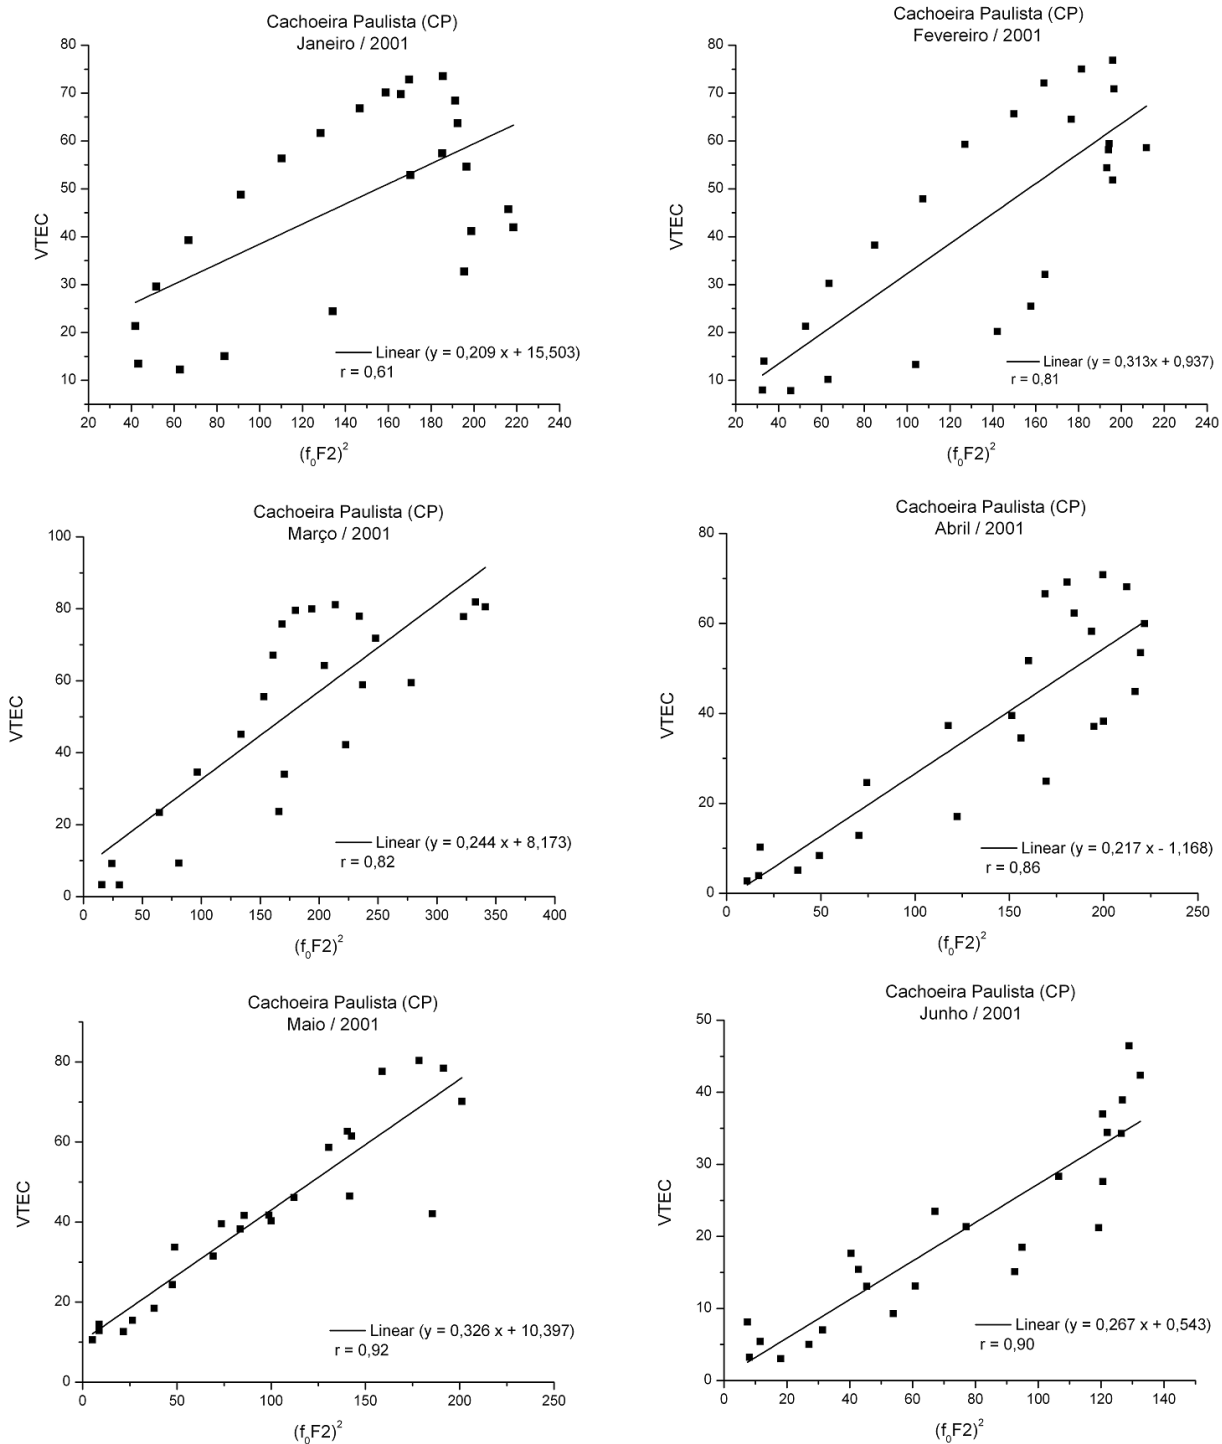 Cachoeira Paulista (CP)
Janeiro / 2001
80
70
60
50
40
30
20
10
VTEC
20 40 60 80 100 120 140 160 180 200 220 240
(f₀F2)²
Linear (y = 0,209 x + 15,503)
r = 0,61
Cachoeira Paulista (CP)
Fevereiro / 2001
80
70
60
50
40
30
20
10
VTEC
20 40 60 80 100 120 140 160 180 200 220 240
(f₀F2)²
Linear (y = 0,313x + 0,937)
r = 0,81
Cachoeira Paulista (CP)
Março / 2001
100
80
60
40
20
0
VTEC
0 50 100 150 200 250 300 350 400
(f₀F2)²
Linear (y = 0,244 x + 8,173)
r = 0,82
Cachoeira Paulista (CP)
Abril / 2001
80
60
40
20
0
VTEC
0 50 100 150 200 250
(f₀F2)²
Linear (y = 0,217 x - 1,168)
r = 0,86
Cachoeira Paulista (CP)
Maio / 2001
80
60
40
20
0
VTEC
0 50 100 150 200 250
(f₀F2)²
Linear (y = 0,326 x + 10,397)
r = 0,92
Cachoeira Paulista (CP)
Junho / 2001
50
40
30
20
10
0
VTEC
0 20 40 60 80 100 120 140
(f₀F2)²
Linear (y = 0,267 x + 0,543)
r = 0,90